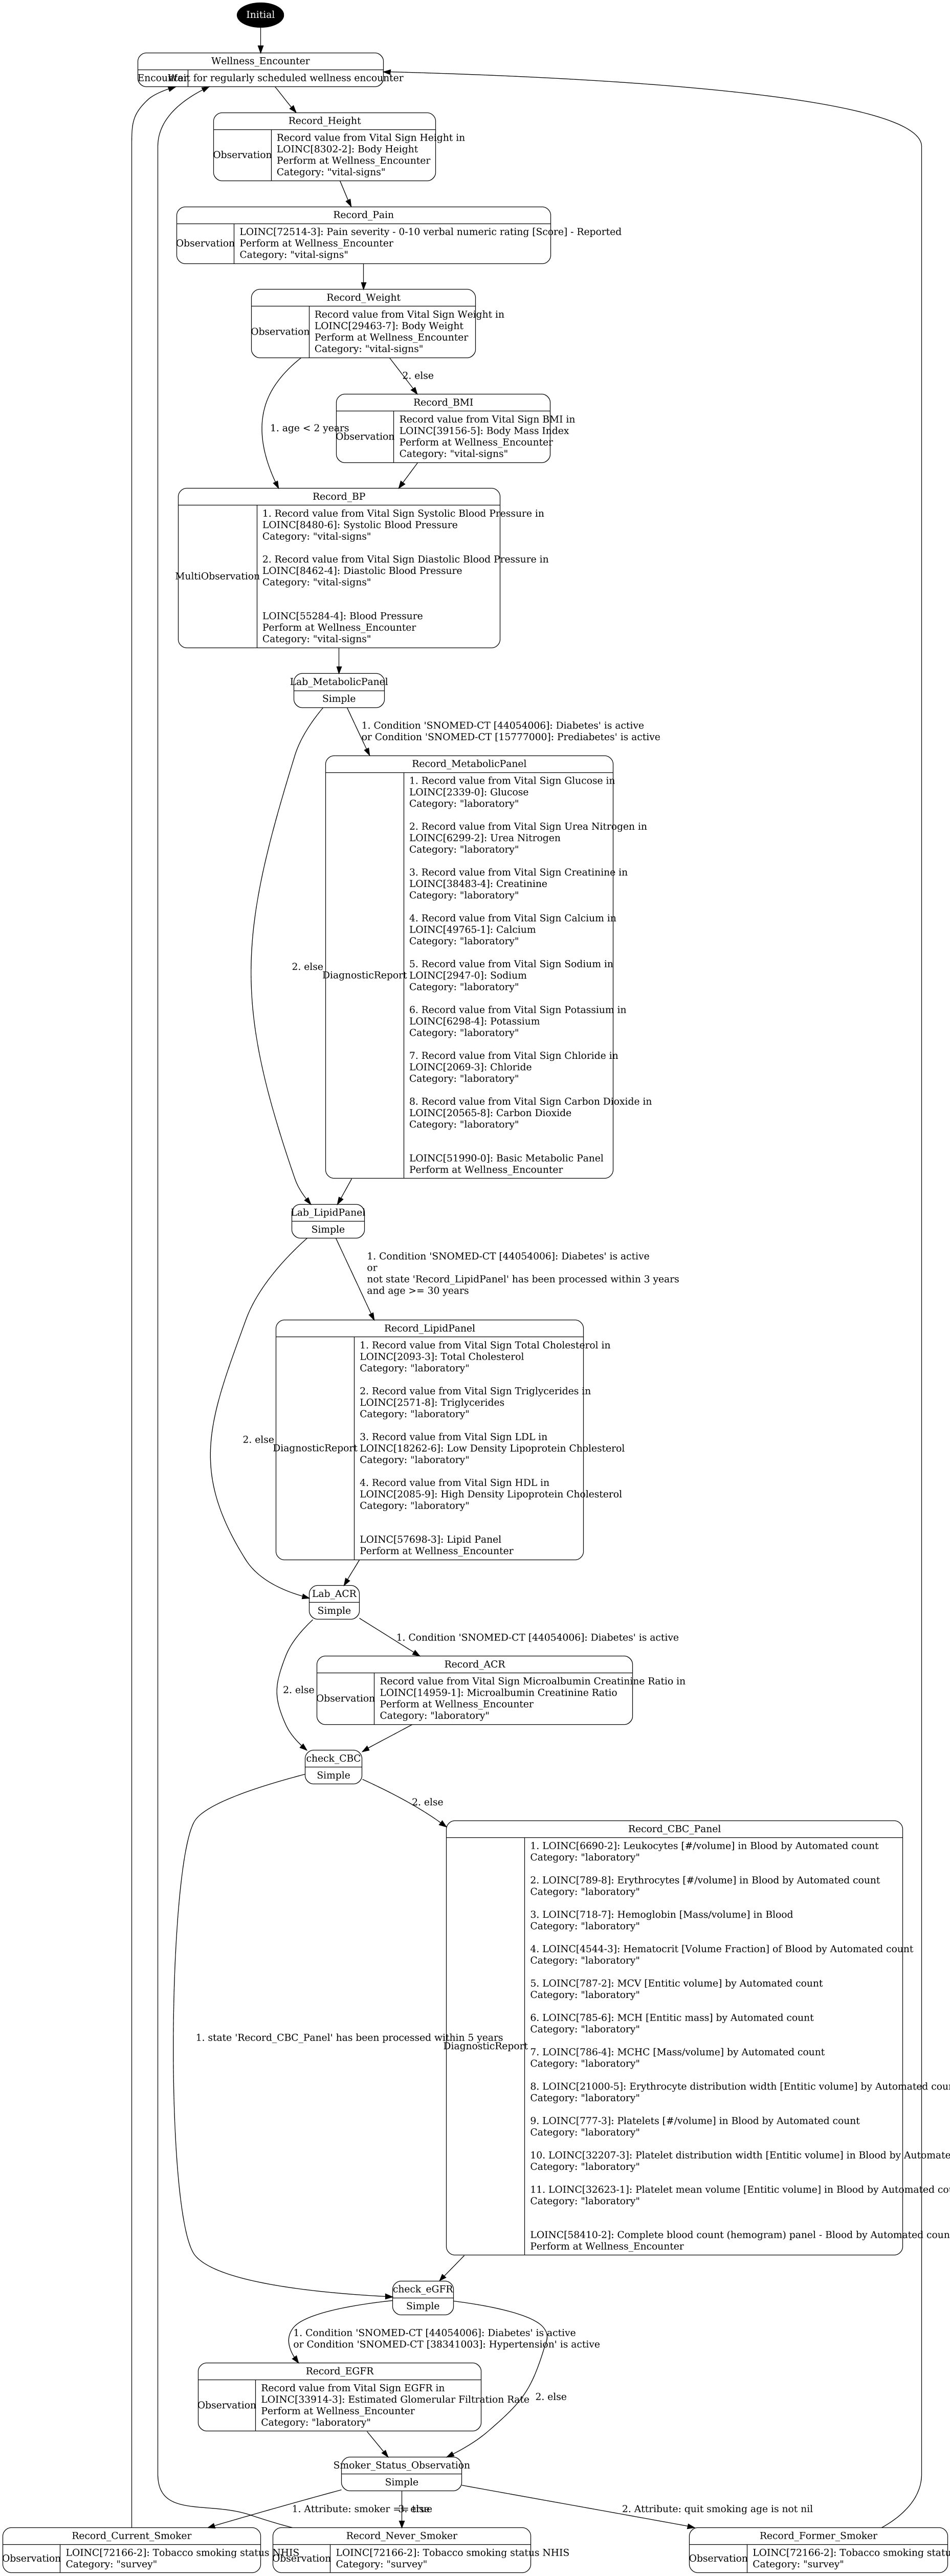 Initial
Wellness_Encounter
Encounter
Wait for regularly scheduled wellness encounter
Record_Height
Observation
Record value from Vital Sign Height in
LOINC[8302-2]: Body Height
Perform at Wellness_Encounter
Category: "vital-signs"
Record_Pain
Observation
LOINC[72514-3]: Pain severity - 0-10 verbal numeric rating [Score] - Reported
Perform at Wellness_Encounter
Category: "vital-signs"
Record_Weight
Observation
Record value from Vital Sign Weight in
LOINC[29463-7]: Body Weight
Perform at Wellness_Encounter
Category: "vital-signs"
2. else
1. age < 2 years
Record_BMI
Observation
Record value from Vital Sign BMI in
LOINC[39156-5]: Body Mass Index
Perform at Wellness_Encounter
Category: "vital-signs"
Record_BP
MultiObservation
1. Record value from Vital Sign Systolic Blood Pressure in
LOINC[8480-6]: Systolic Blood Pressure
Category: "vital-signs"
2. Record value from Vital Sign Diastolic Blood Pressure in
LOINC[8462-4]: Diastolic Blood Pressure
Category: "vital-signs"
LOINC[55284-4]: Blood Pressure
Perform at Wellness_Encounter
Category: "vital-signs"
Lab_MetabolicPanel
Simple
1. Condition 'SNOMED-CT [44054006]: Diabetes' is active
or Condition 'SNOMED-CT [15777000]: Prediabetes' is active
2. else
Record_MetabolicPanel
DiagnosticReport
1. Record value from Vital Sign Glucose in
LOINC[2339-0]: Glucose
Category: "laboratory"
2. Record value from Vital Sign Urea Nitrogen in
LOINC[6299-2]: Urea Nitrogen
Category: "laboratory"
3. Record value from Vital Sign Creatinine in
LOINC[38483-4]: Creatinine
Category: "laboratory"
4. Record value from Vital Sign Calcium in
LOINC[49765-1]: Calcium
Category: "laboratory"
5. Record value from Vital Sign Sodium in
LOINC[2947-0]: Sodium
Category: "laboratory"
6. Record value from Vital Sign Potassium in
LOINC[6298-4]: Potassium
Category: "laboratory"
7. Record value from Vital Sign Chloride in
LOINC[2069-3]: Chloride
Category: "laboratory"
8. Record value from Vital Sign Carbon Dioxide in
LOINC[20565-8]: Carbon Dioxide
Category: "laboratory"
LOINC[51990-0]: Basic Metabolic Panel
Perform at Wellness_Encounter
Lab_LipidPanel
Simple
1. Condition 'SNOMED-CT [44054006]: Diabetes' is active
or
not state 'Record_LipidPanel' has been processed within 3 years
and age >= 30 years
2. else
Record_LipidPanel
DiagnosticReport
1. Record value from Vital Sign Total Cholesterol in
LOINC[2093-3]: Total Cholesterol
Category: "laboratory"
2. Record value from Vital Sign Triglycerides in
LOINC[2571-8]: Triglycerides
Category: "laboratory"
3. Record value from Vital Sign LDL in
LOINC[18262-6]: Low Density Lipoprotein Cholesterol
Category: "laboratory"
4. Record value from Vital Sign HDL in
LOINC[2085-9]: High Density Lipoprotein Cholesterol
Category: "laboratory"
LOINC[57698-3]: Lipid Panel
Perform at Wellness_Encounter
Lab_ACR
Simple
1. Condition 'SNOMED-CT [44054006]: Diabetes' is active
2. else
Record_ACR
Observation
Record value from Vital Sign Microalbumin Creatinine Ratio in
LOINC[14959-1]: Microalbumin Creatinine Ratio
Perform at Wellness_Encounter
Category: "laboratory"
check_CBC
Simple
2. else
1. state 'Record_CBC_Panel' has been processed within 5 years
Record_CBC_Panel
DiagnosticReport
1. LOINC[6690-2]: Leukocytes [#/volume] in Blood by Automated count
Category: "laboratory"
2. LOINC[789-8]: Erythrocytes [#/volume] in Blood by Automated count
Category: "laboratory"
3. LOINC[718-7]: Hemoglobin [Mass/volume] in Blood
Category: "laboratory"
4. LOINC[4544-3]: Hematocrit [Volume Fraction] of Blood by Automated count
Category: "laboratory"
5. LOINC[787-2]: MCV [Entitic volume] by Automated count
Category: "laboratory"
6. LOINC[785-6]: MCH [Entitic mass] by Automated count
Category: "laboratory"
7. LOINC[786-4]: MCHC [Mass/volume] by Automated count
Category: "laboratory"
8. LOINC[21000-5]: Erythrocyte distribution width [Entitic volume] by Automated
Category: "laboratory"
9. LOINC[777-3]: Platelets [#/volume] in Blood by Automated count
Category: "laboratory"
10. LOINC[32207-3]: Platelet distribution width [Entitic volume] in Blood by
Category: "laboratory"
11. LOINC[32623-1]: Platelet mean volume [Entitic volume] in Blood by Automated
Category: "laboratory"
LOINC[58410-2]: Complete blood count (hemogram) panel - Blood by Automated
Perform at Wellness_Encounter
check_eGFR
Simple
1. Condition 'SNOMED-CT [44054006]: Diabetes' is active
or Condition 'SNOMED-CT [38341003]: Hypertension' is active
2. else
Record_EGFR
Observation
Record value from Vital Sign EGFR in
LOINC[33914-3]: Estimated Glomerular Filtration Rate
Perform at Wellness_Encounter
Category: "laboratory"
Smoker_Status_Observation
Simple
1. Attribute: smoker == true
3. else
2. Attribute: quit smoking age is not nil
Record_Current_Smoker
Observation
LOINC[72166-2]: Tobacco smoking status NHIS
Category: "survey"
Record_Never_Smoker
Observation
LOINC[72166-2]: Tobacco smoking status NHIS
Category: "survey"
Record_Former_Smoker
Observation
LOINC[72166-2]: Tobacco smoking
Category: "survey"